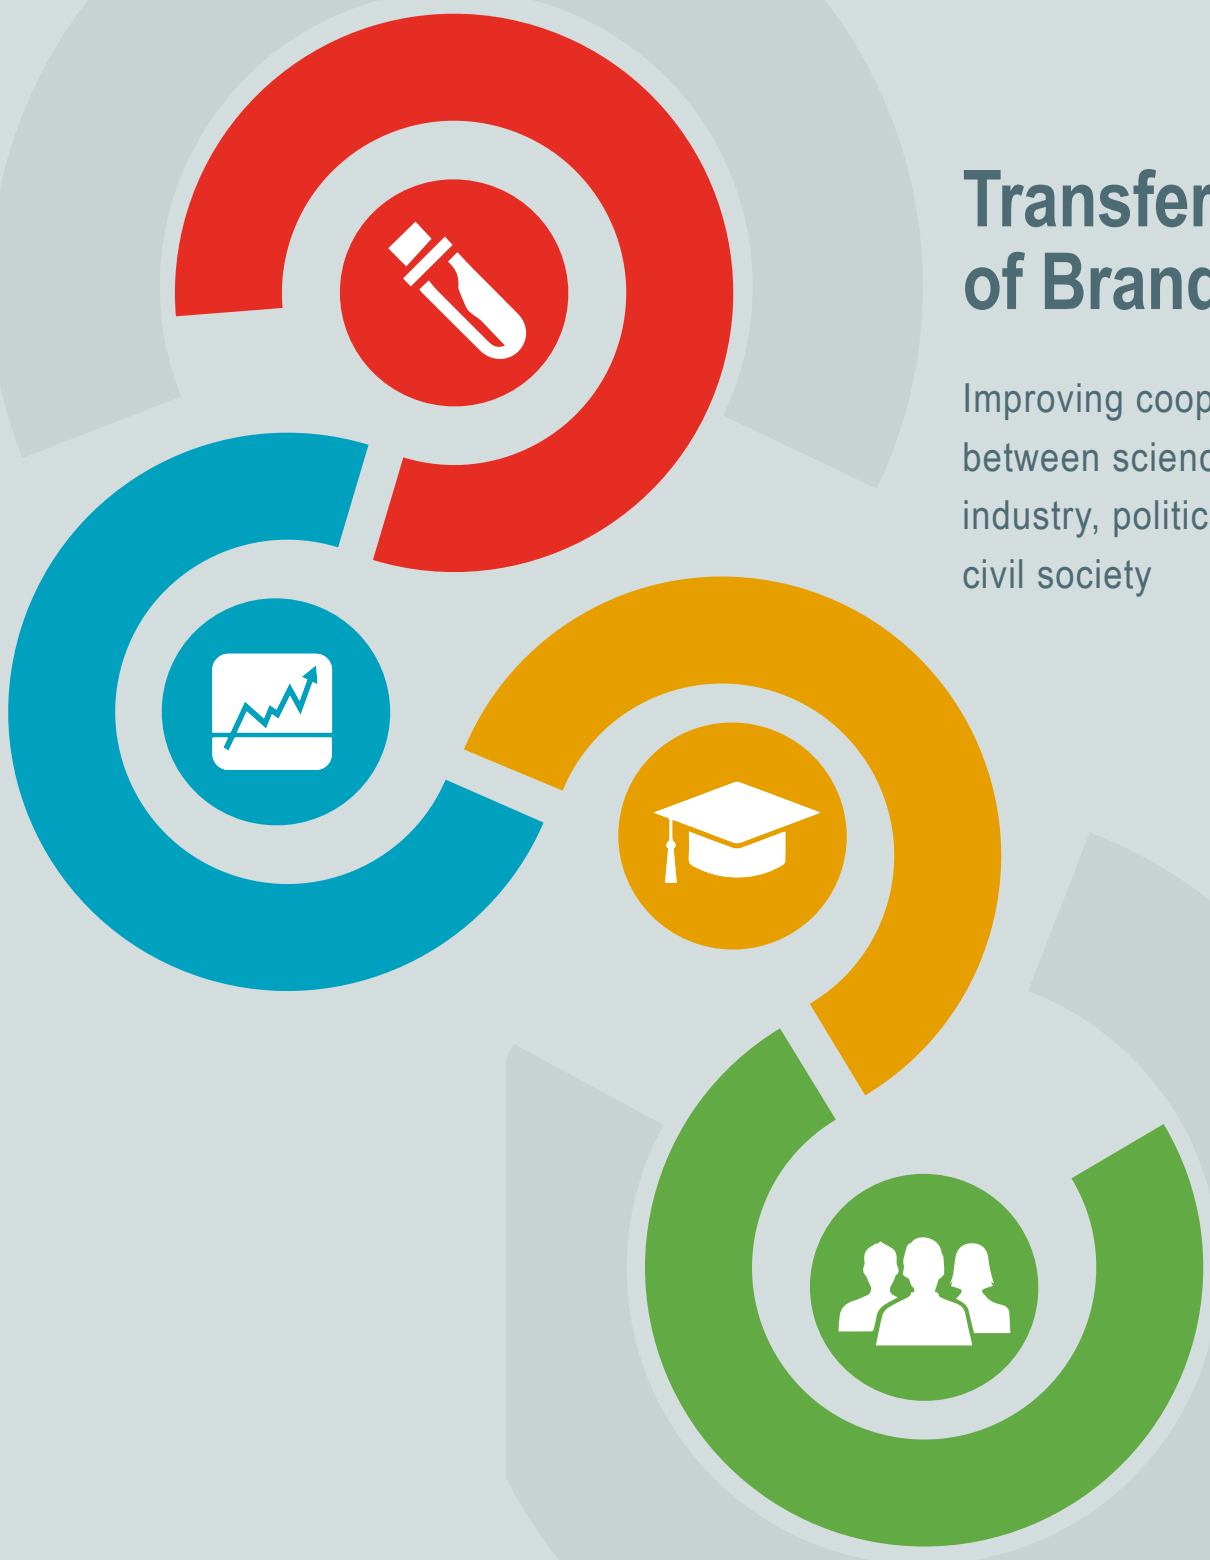 Transfer
of Brand
Improving coop
between scienc
industry, politic
civil society